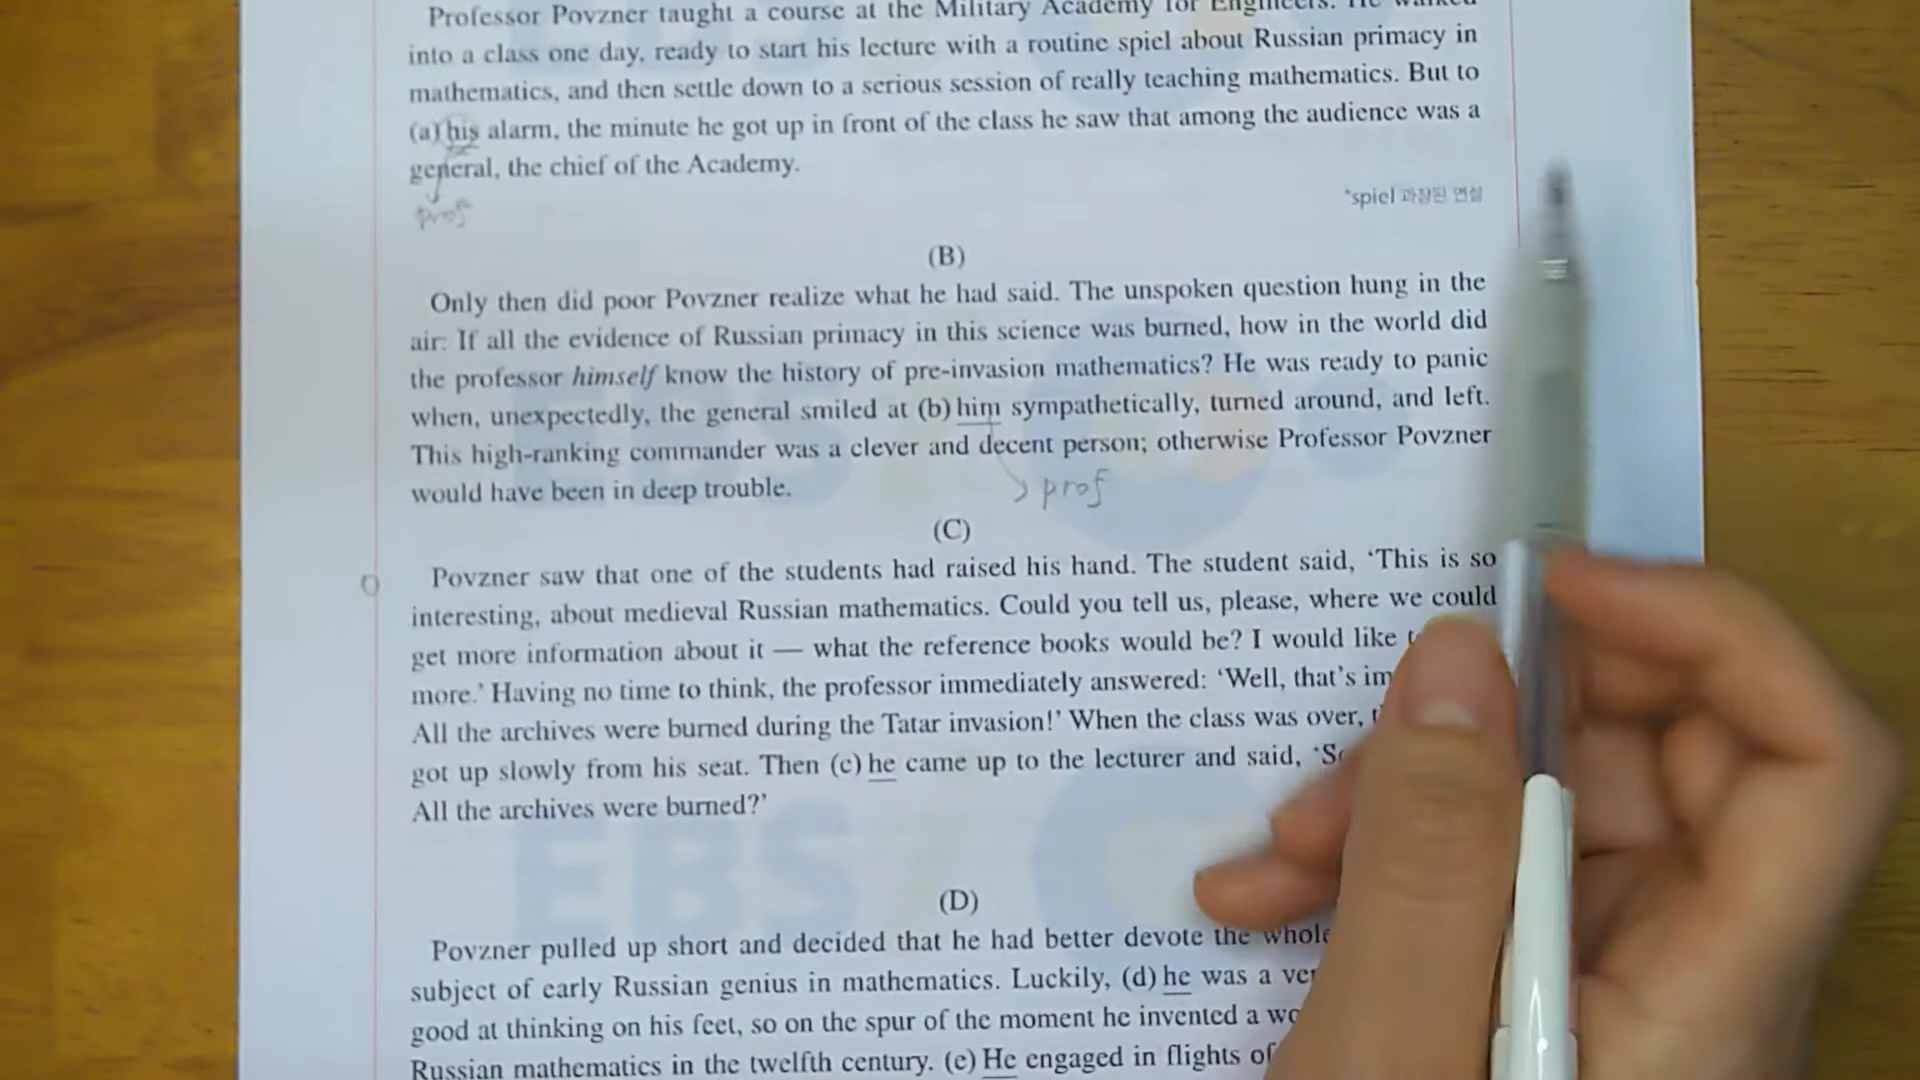 Professor Povzner taught a course at the Military Academy for Engineers. He walked
into a class one day, ready to start his lecture with a routine spiel about Russian primacy in
mathematics, and then settle down to a serious session of really teaching mathematics. But to
(a) his alarm, the minute he got up in front of the class he saw that among the audience was a
general, the chief of the Academy.
prof
*spiel 과장된 연설
(B)
Only then did poor Povzner realize what he had said. The unspoken question hung in the
air: If all the evidence of Russian primacy in this science was burned, how in the world did
the professor himself know the history of pre-invasion mathematics? He was ready to panic
when, unexpectedly, the general smiled at (b) him sympathetically, turned around, and left.
This high-ranking commander was a clever and decent person; otherwise Professor Povzner
would have been in deep trouble.
prof
(C)
Povzner saw that one of the students had raised his hand. The student said, ‘This is so
interesting, about medieval Russian mathematics. Could you tell us, please, where we could
get more information about it — what the reference books would be? I would like
more.’ Having no time to think, the professor immediately answered: ‘Well, that’s
All the archives were burned during the Tatar invasion!’ When the class was over,
got up slowly from his seat. Then (c) he came up to the lecturer and said,
All the archives were burned?’
(D)
Povzner pulled up short and decided that he had better devote the whole
subject of early Russian genius in mathematics. Luckily, (d) he was a
good at thinking on his feet, so on the spur of the moment he invented a
Russian mathematics in the twelfth century. (e) He engaged in flights of
EBS
EBS